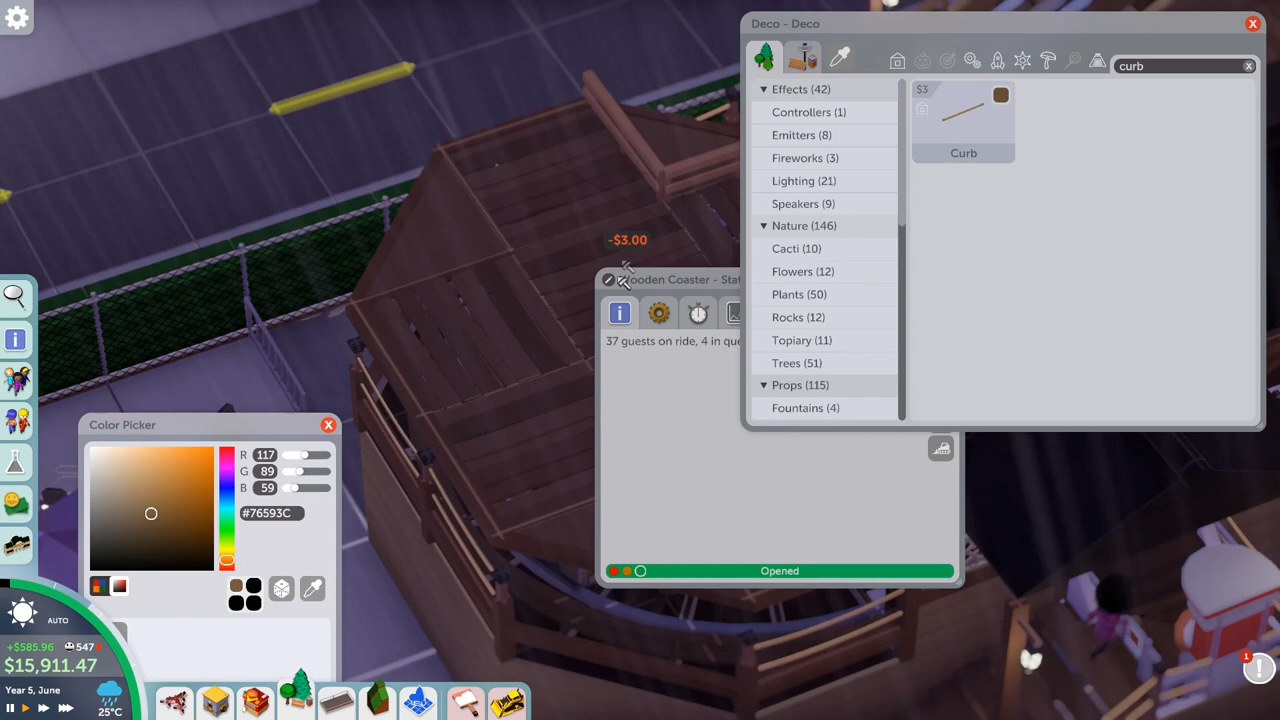 Deco - Deco
curb
Effects (42)
Controllers (1)
Emitters (8)
Fireworks (3)
Lighting (21)
Speakers (9)
Nature (146)
Cacti (10)
Flowers (12)
Plants (50)
Rocks (12)
Topiary (11)
Trees (51)
Props (115)
Fountains (4)
$3
Curb
-$3.00
Wooden Coaster - Stat
37 guests on ride, 4 in que
Opened
Color Picker
R 117
G 89
B 59
#76593C
AUTO
+$585.96 547
$15,911.47
Year 5, June
25°C
1